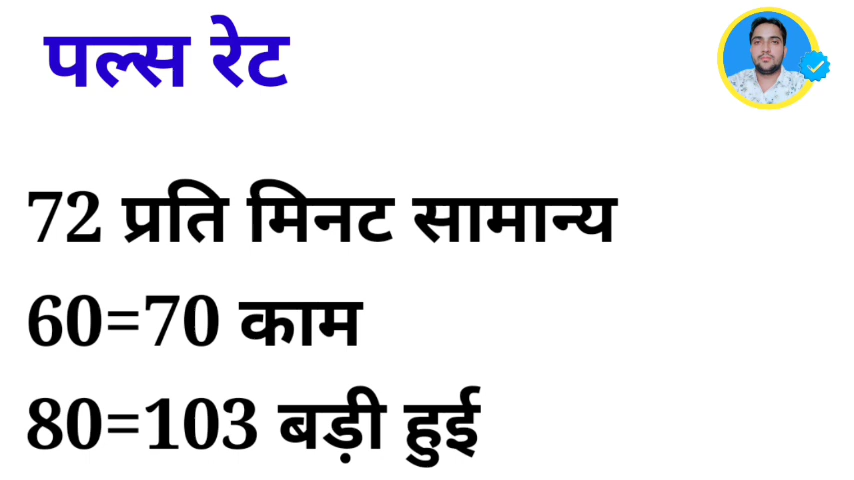 पल्स रेट
72 प्रति मिनट सामान्य
60=70 काम
80=103 बड़ी हुई